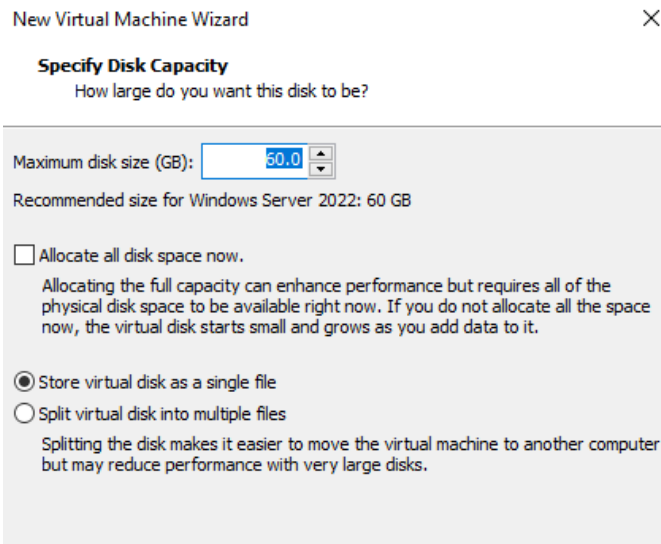 New Virtual Machine Wizard
Specify Disk Capacity
How large do you want this disk to be?
Maximum disk size (GB): 60.0
Recommended size for Windows Server 2022: 60 GB
Allocate all disk space now.
Allocating the full capacity can enhance performance but requires all of the
physical disk space to be available right now. If you do not allocate all the space
now, the virtual disk starts small and grows as you add data to it.
Store virtual disk as a single file
Split virtual disk into multiple files
Splitting the disk makes it easier to move the virtual machine to another computer
but may reduce performance with very large disks.